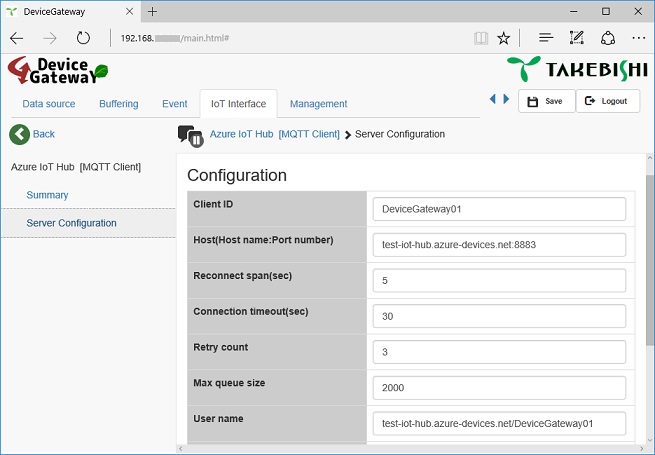 DeviceGateway
192.168. /main.html#
Device Gateway
TAKEBISHI
Data source Buffering Event IoT Interface Management Save Logout
Back Azure IoT Hub [MQTT Client] Server Configuration
Azure IoT Hub [MQTT Client]
Summary
Server Configuration
Configuration
Client ID DeviceGateway01
Host(Host name:Port number) test-iot-hub.azure-devices.net:8883
Reconnect span(sec) 5
Connection timeout(sec) 30
Retry count 3
Max queue size 2000
User name test-iot-hub.azure-devices.net/DeviceGateway01